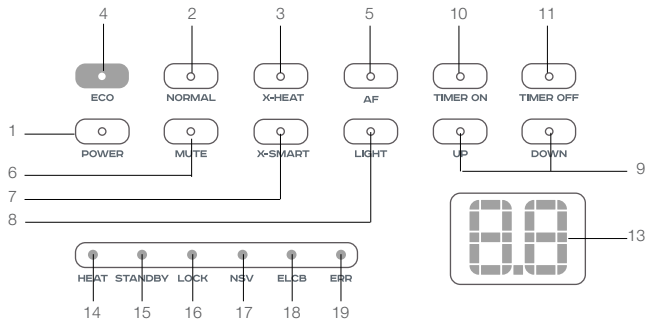 4 2 3 5 10 11
ECO NORMAL X-HEAT AF TIMER ON TIMER OFF
1
POWER MUTE X-SMART LIGHT UP DOWN
6 9
7
8
8.8 13
HEAT STANDBY LOCK NSV ELCB ERR
14 15 16 17 18 19